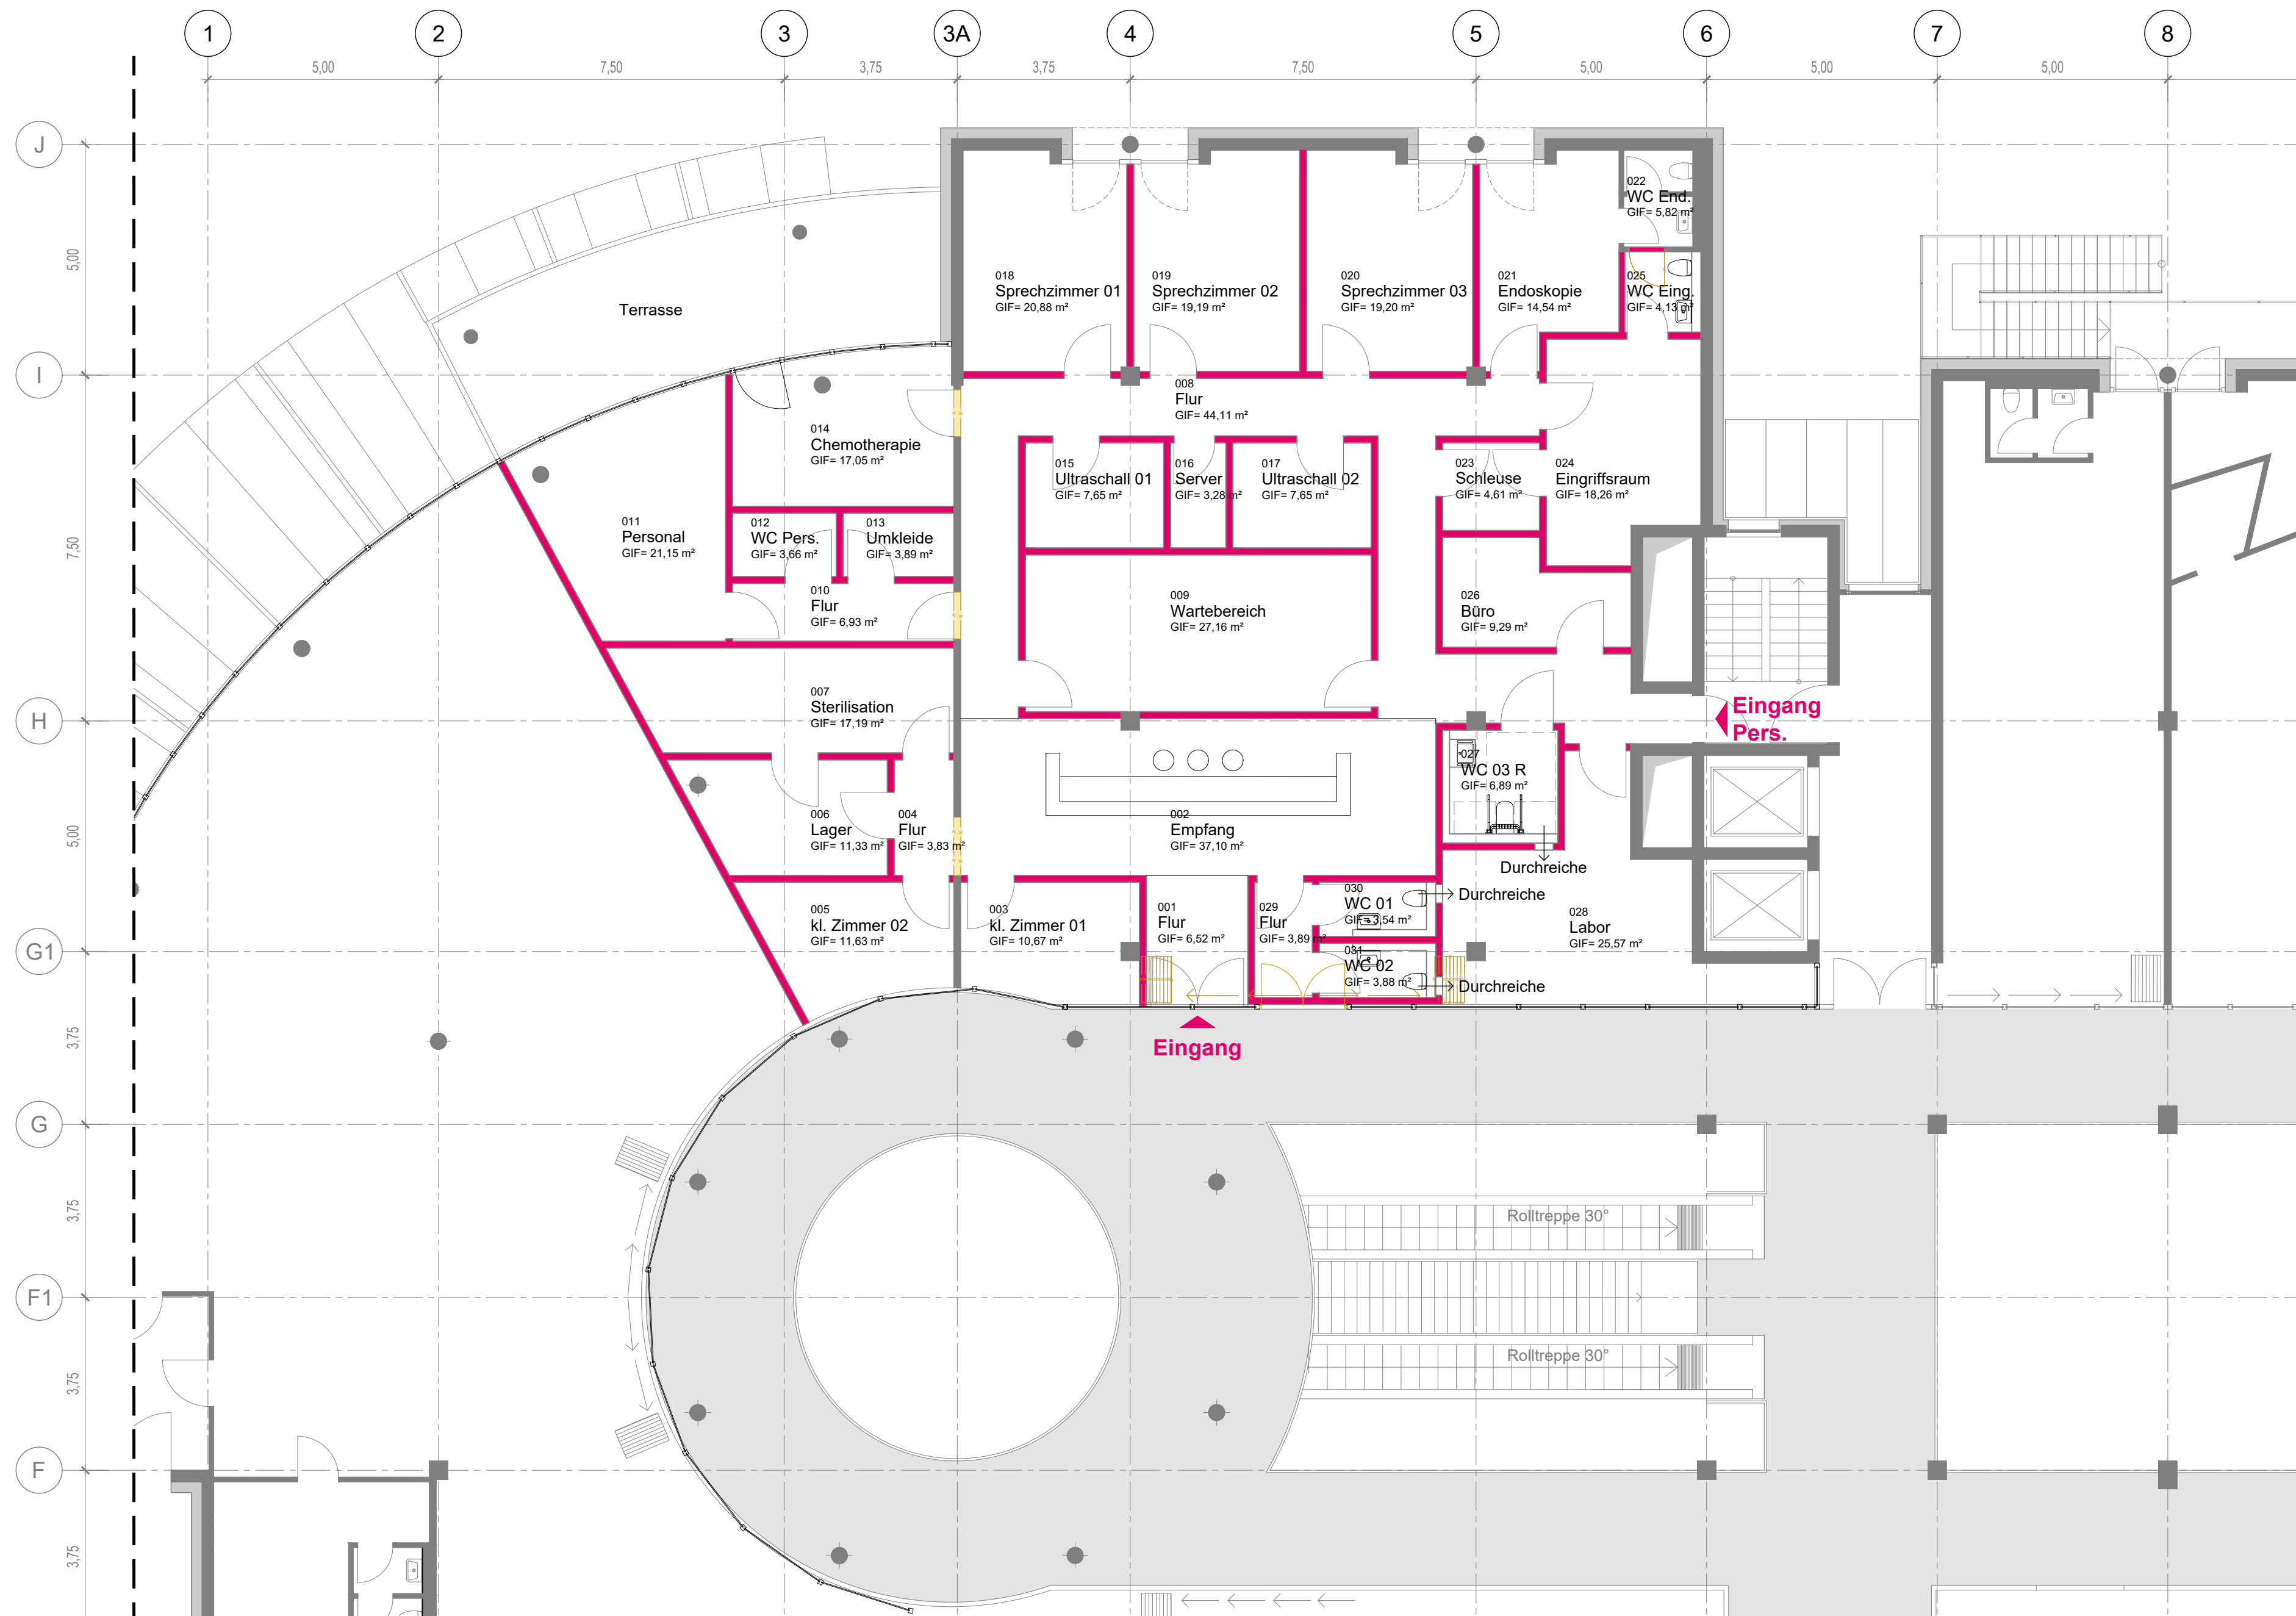 1
2
3
3A
4
5
6
7
8
5,00
7,50
3,75
3,75
7,50
5,00
5,00
5,00
J
I
H
G1
G
F1
F
5,00
7,50
5,00
3,75
3,75
3,75
3,75
Terrasse
018
Sprechzimmer 01
GIF= 20,88 m²
019
Sprechzimmer 02
GIF= 19,19 m²
020
Sprechzimmer 03
GIF= 19,20 m²
021
Endoskopie
GIF= 14,54 m²
022
WC End.
GIF= 5,82 m²
025
WC Eing.
GIF= 4,13 m²
008
Flur
GIF= 44,11 m²
014
Chemotherapie
GIF= 17,05 m²
015
Ultraschall 01
GIF= 7,65 m²
016
Server
GIF= 3,28 m²
017
Ultraschall 02
GIF= 7,65 m²
023
Schleuse
GIF= 4,61 m²
024
Eingriffsraum
GIF= 18,26 m²
011
Personal
GIF= 21,15 m²
012
WC Pers.
GIF= 3,66 m²
013
Umkleide
GIF= 3,89 m²
010
Flur
GIF= 6,93 m²
009
Wartebereich
GIF= 27,16 m²
026
Büro
GIF= 9,29 m²
007
Sterilisation
GIF= 17,19 m²
Eingang
Pers.
027
WC 03 R
GIF= 6,89 m²
006
Lager
GIF= 11,33 m²
004
Flur
GIF= 3,83 m²
002
Empfang
GIF= 37,10 m²
Durchreiche
005
kl. Zimmer 02
GIF= 11,63 m²
003
kl. Zimmer 01
GIF= 10,67 m²
001
Flur
GIF= 6,52 m²
029
Flur
GIF= 3,89 m²
030
WC 01
GIF= 3,54 m²
Durchreiche
028
Labor
GIF= 25,57 m²
031
WC 02
GIF= 3,88 m²
Durchreiche
Eingang
Rolltreppe 30°
Rolltreppe 30°